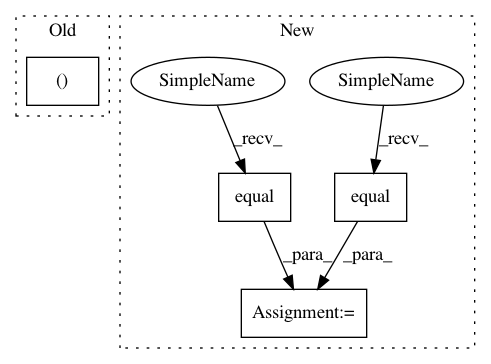 Old
New
()
SimpleName
SimpleName
_recv_
_recv_
equal
equal
_para_
_para_
Assignment:=